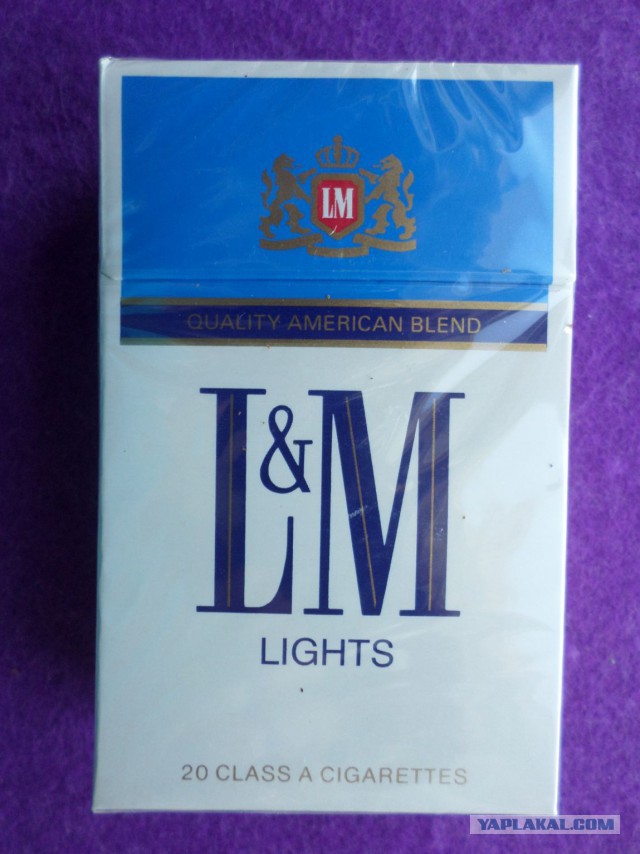 LM
QUALITY AMERICAN BLEND
L&M
LIGHTS
20 CLASS A CIGARETTES
YAPLAKAL.COM